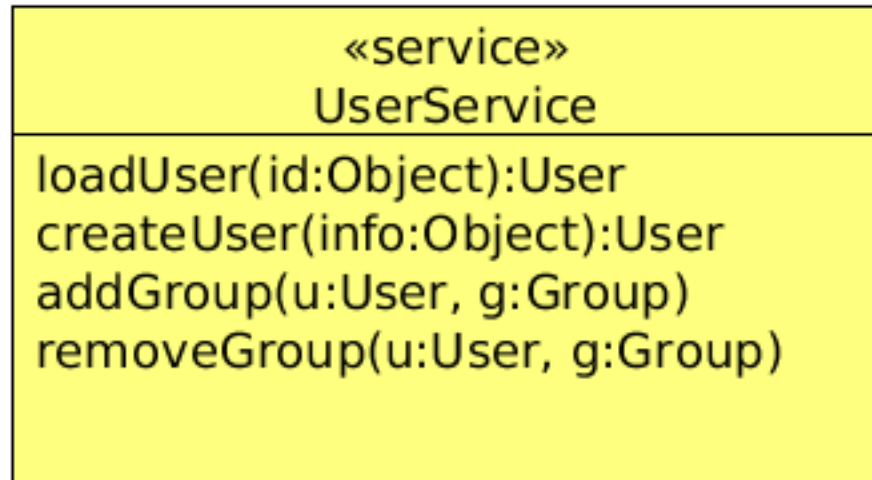 «service»
UserService
loadUser(id:Object):User
createUser(info:Object):User
addGroup(u:User, g:Group)
removeGroup(u:User, g:Group)